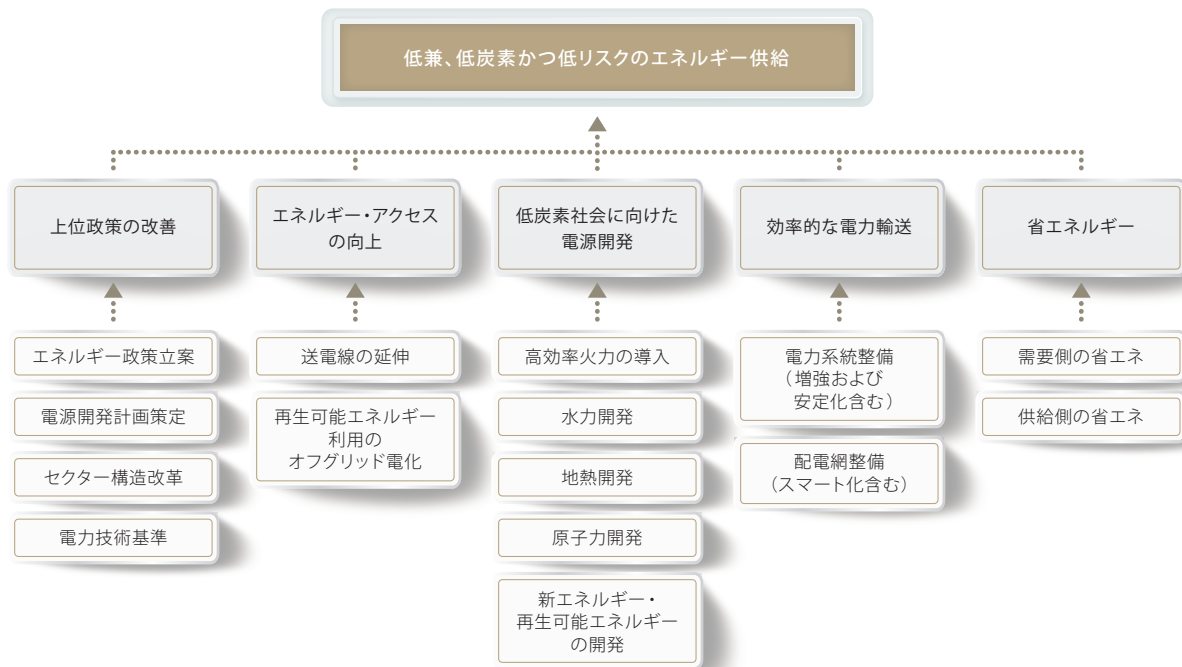 低兼、低炭素かつ低リスクのエネルギー供給
上位政策の改善
エネルギー・アクセス
の向上
低炭素社会に向けた
電源開発
効率的な電力輸送
省エネルギー
エネルギー政策立案
電源開発計画策定
セクター構造改革
電力技術基準
送電線の延伸
再生可能エネルギー
利用の
オフグリッド電化
高効率火力の導入
水力開発
地熱開発
原子力開発
新エネルギー・
再生可能エネルギー
の開発
電力系統整備
(増強および
安定化含む)
配電網整備
(スマート化含む)
需要側の省エネ
供給側の省エネ